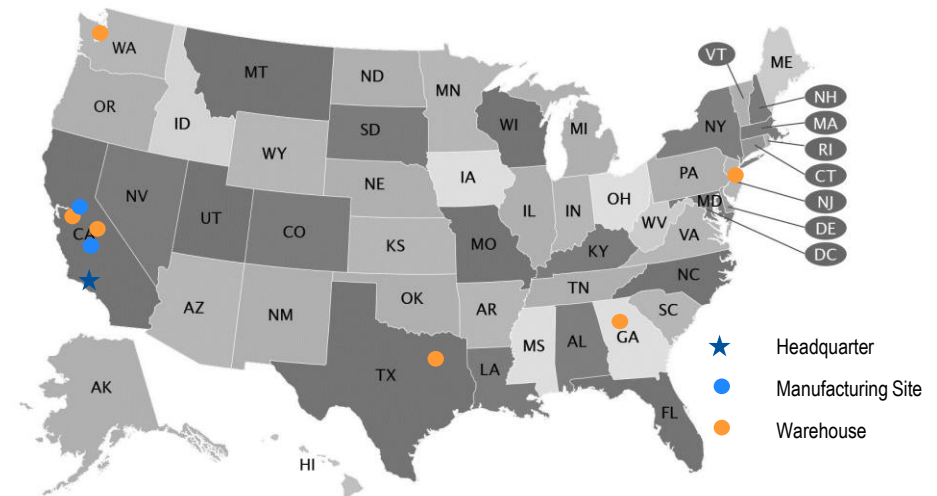 WA
MT
ND
MN
VT
ME
OR
ID
SD
WI
MI
NY
NH
MA
RI
CT
WY
IA
NE
PA
NJ
NV
UT
CO
IL
IN
OH
MD
WV
VA
DE
DC
CA
KS
MO
KY
NC
AZ
NM
OK
AR
TN
SC
TX
LA
MS
AL
GA
FL
AK
HI
Headquarter
Manufacturing Site
Warehouse